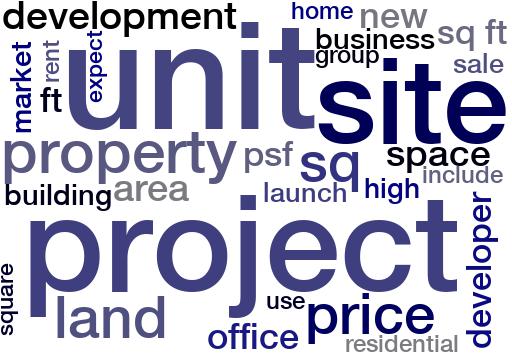 development
home
new
unit
business
sq ft
market
rent
expect
group
site
sale
ft
property
psf
sq
space
include
building
area
launch
high
project
developer
square
land
use
price
office
residential